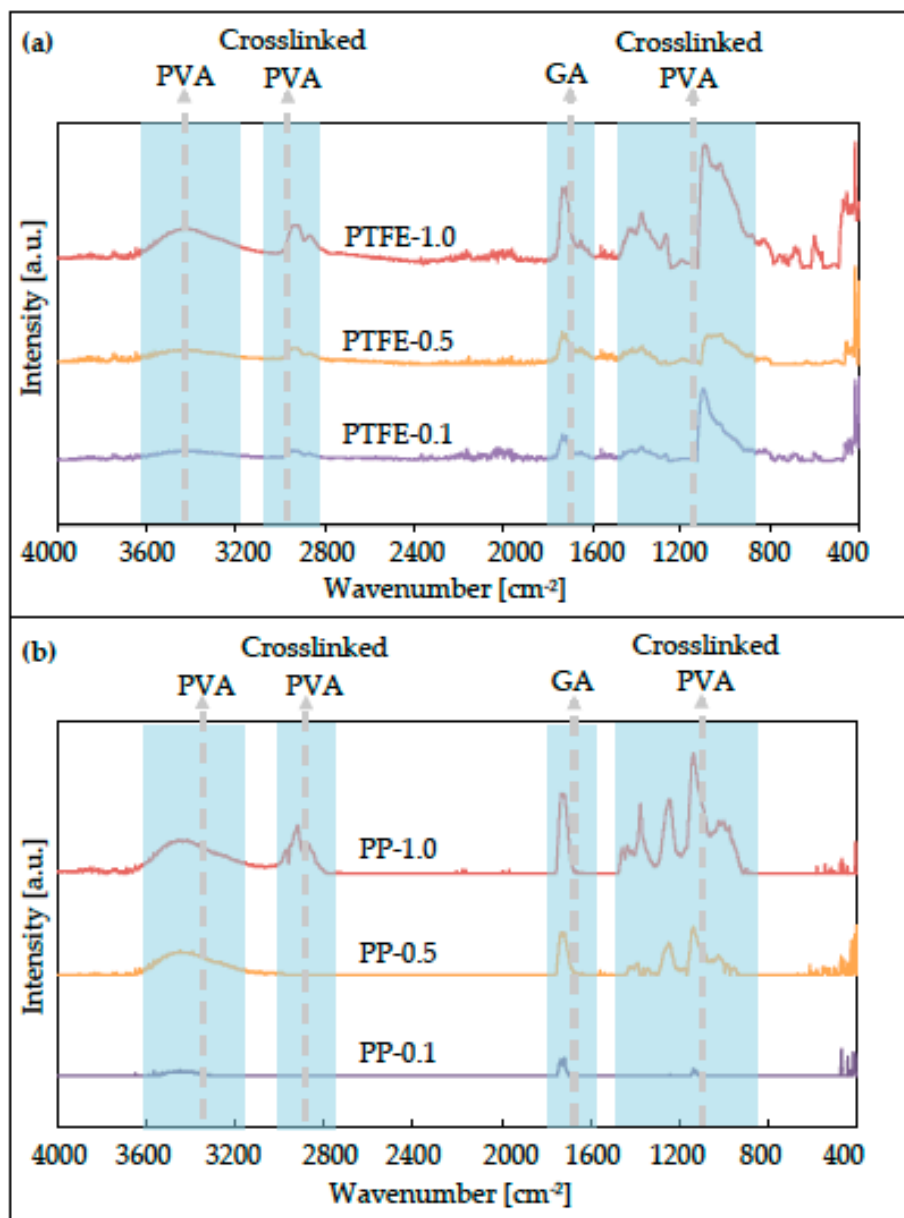 (a)
Crosslinked
Crosslinked
PVA
PVA
GA
PVA
PTFE-1.0
PTFE-0.5
PTFE-0.1
Intensity [a.u.]
4000 3600 3200 2800 2400 2000 1600 1200 800 400
Wavenumber [cm⁻²]
(b)
Crosslinked
Crosslinked
PVA
PVA
GA
PVA
PP-1.0
PP-0.5
PP-0.1
Intensity [a.u.]
4000 3600 3200 2800 2400 2000 1600 1200 800 400
Wavenumber [cm⁻²]